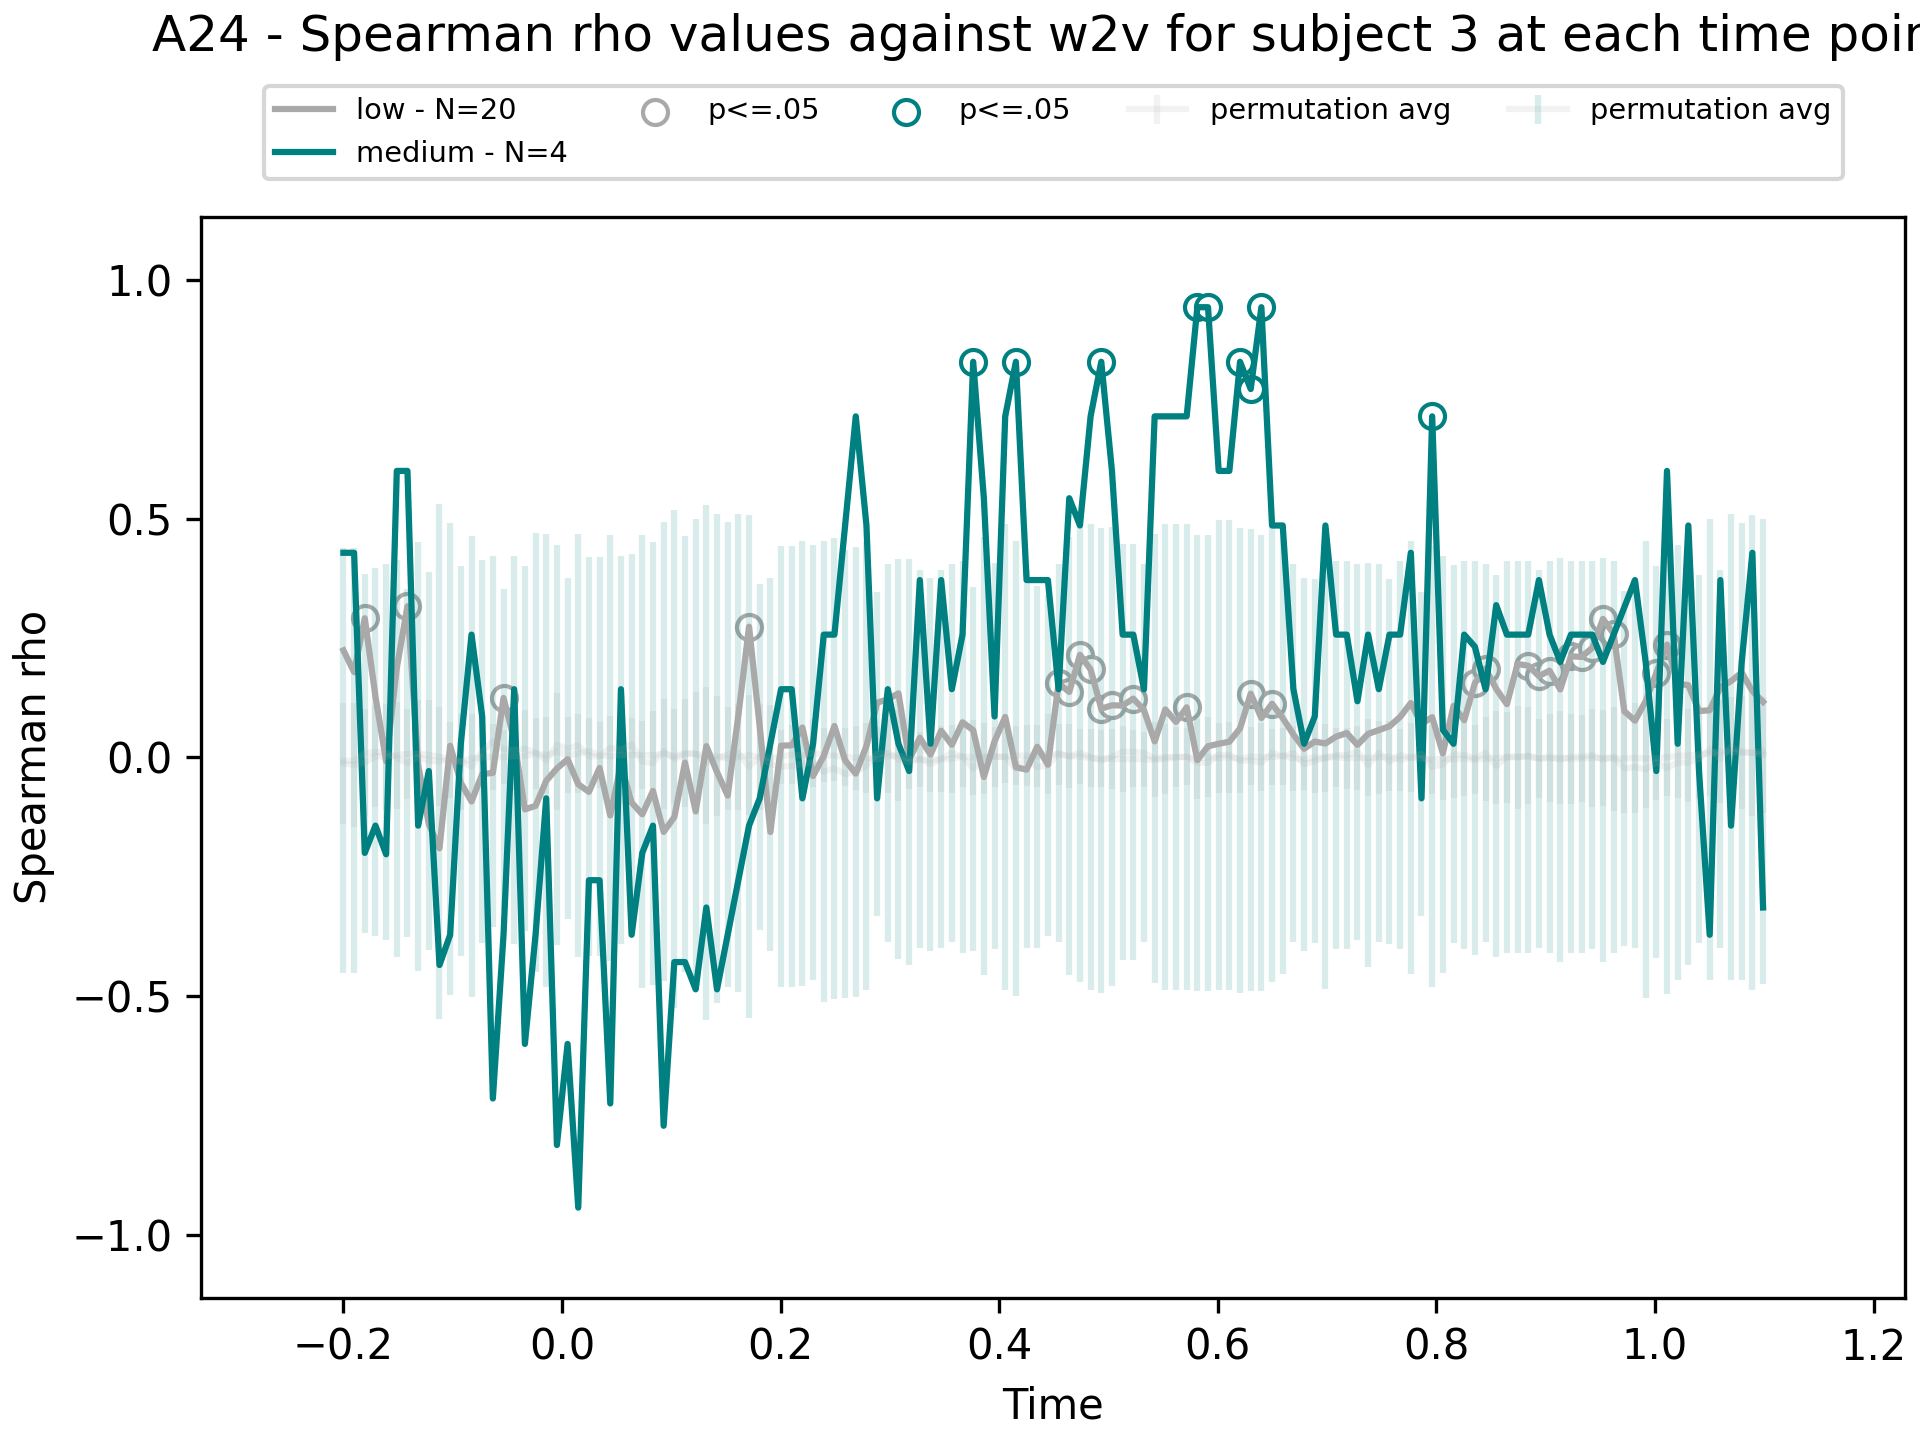 A24 - Spearman rho values against w2v for subject 3 at each time poin
low - N=20
medium - N=4
p<=.05
p<=.05
permutation avg
permutation avg
Spearman rho
1.0
0.5
0.0
−0.5
−1.0
−0.2 0.0 0.2 0.4 0.6 0.8 1.0 1.2
Time